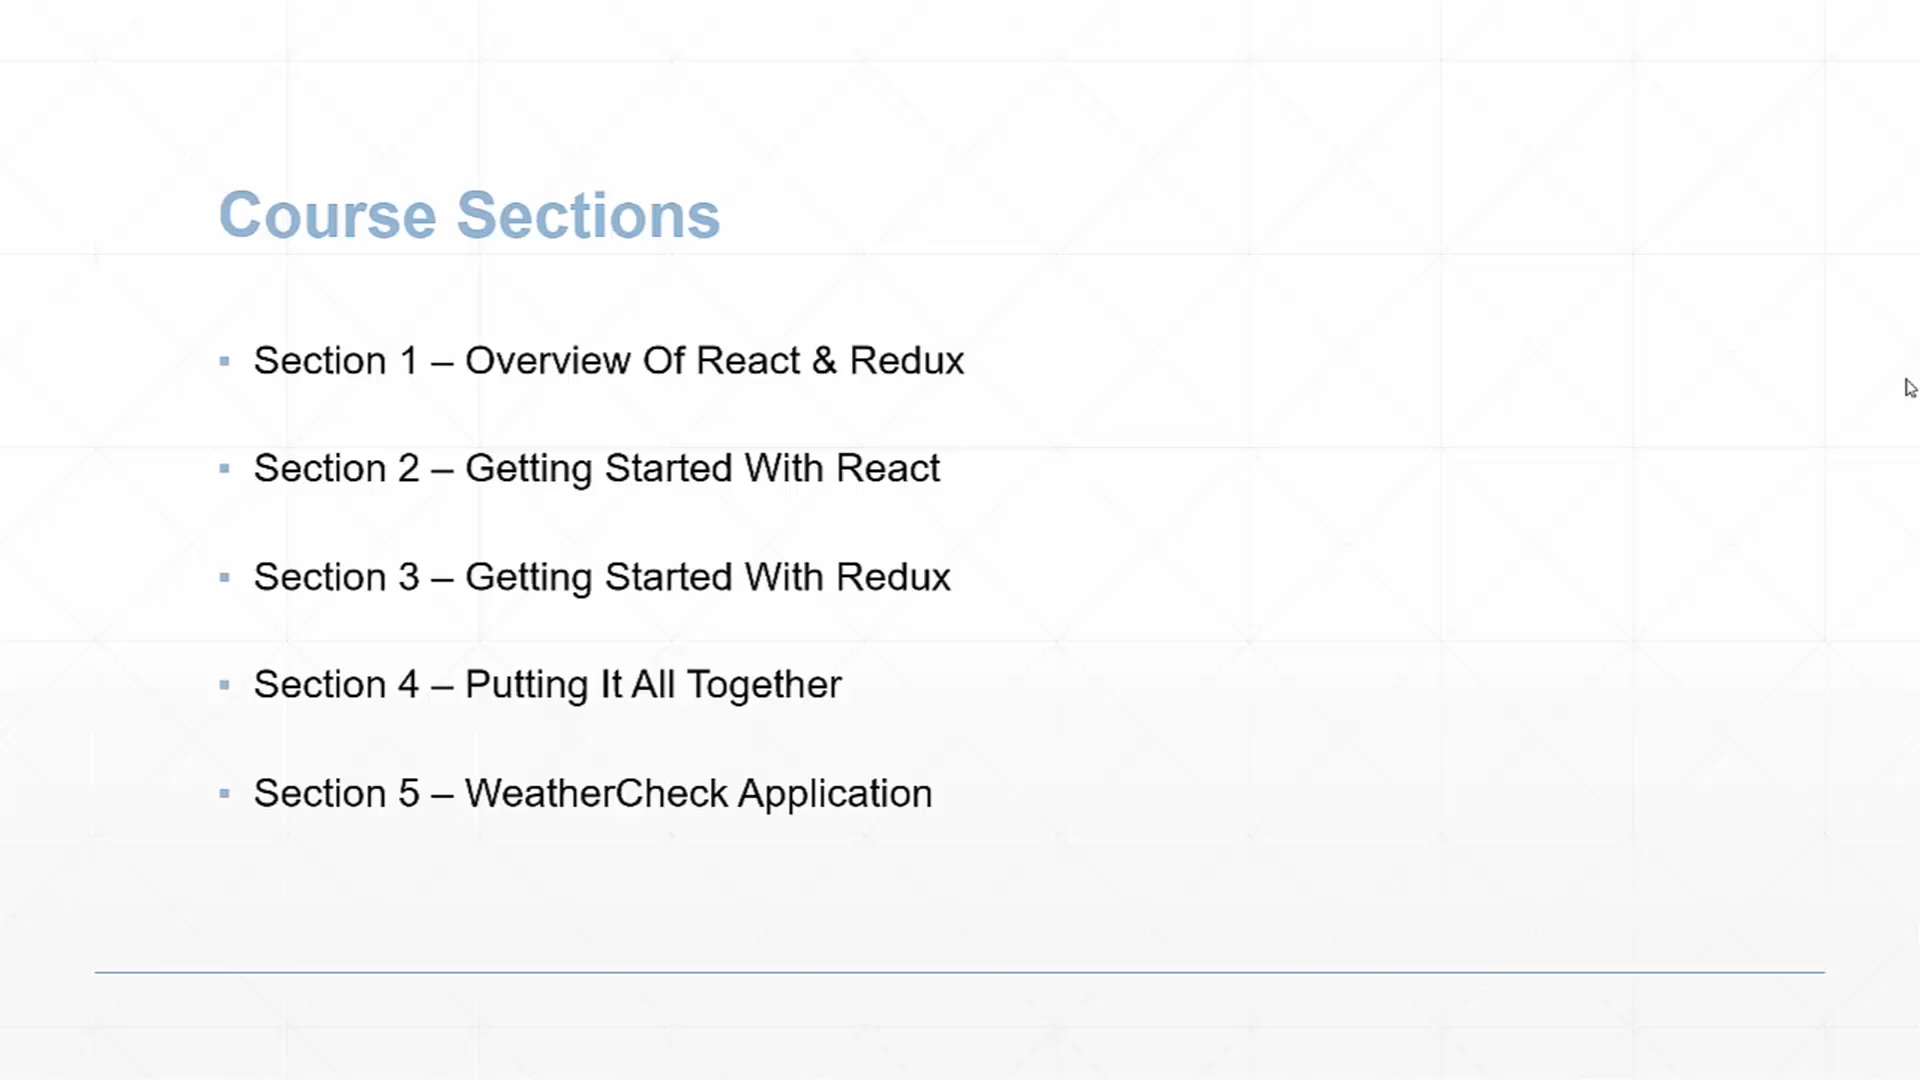 Course Sections
Section 1 – Overview Of React & Redux
Section 2 – Getting Started With React
Section 3 – Getting Started With Redux
Section 4 – Putting It All Together
Section 5 – WeatherCheck Application